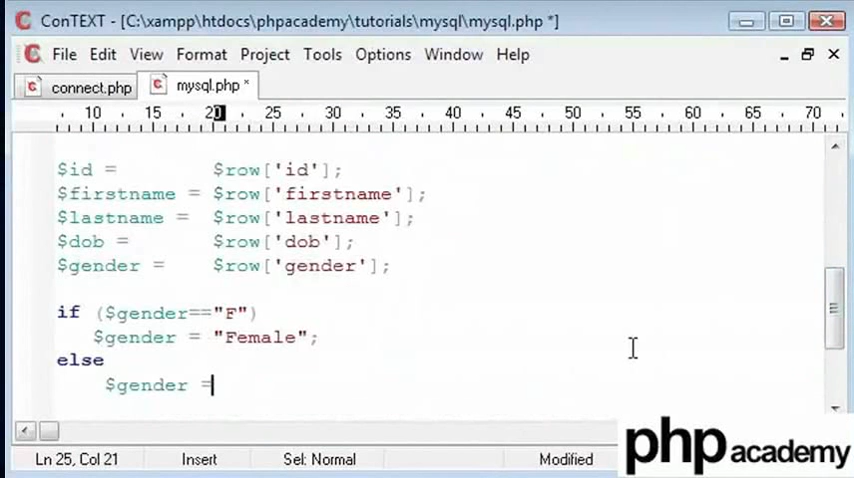 ConTEXT - [C:\xampp\htdocs\phpacademy\tutorials\mysql\mysql.php *]
File Edit View Format Project Tools Options Window Help
connect.php mysql.php *
10 15 20 25 30 35 40 45 50 55 60 65 70
$id = $row['id'];
$firstname = $row['firstname'];
$lastname = $row['lastname'];
$dob = $row['dob'];
$gender = $row['gender'];
if ($gender=="F")
$gender = "Female";
else
$gender =
php academy
Ln 25, Col 21 Insert Sel: Normal Modified